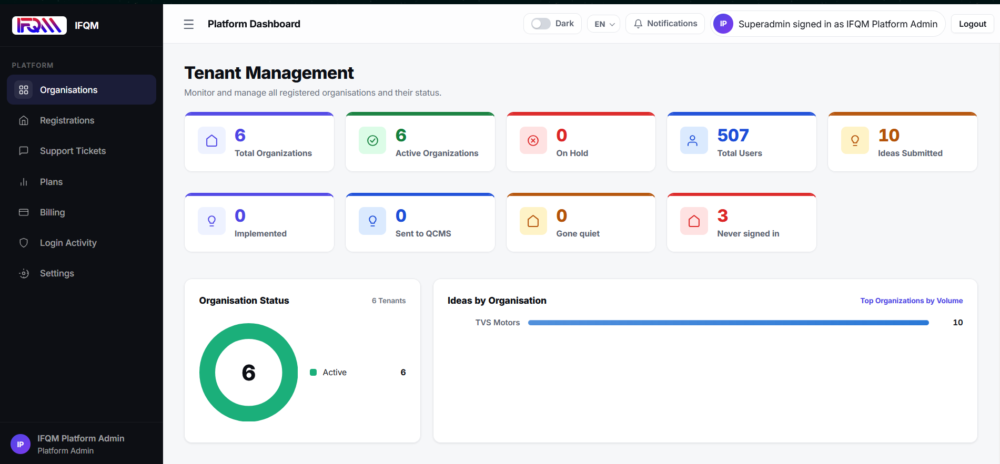 IFQM
IFQM
Platform Dashboard
Dark
EN
Notifications
IP
Superadmin signed in as IFQM Platform Admin
Logout
PLATFORM
Organisations
Registrations
Support Tickets
Plans
Billing
Login Activity
Settings
IP
IFQM Platform Admin
Platform Admin
Tenant Management
Monitor and manage all registered organisations and their status.
6
Total Organizations
6
Active Organizations
0
On Hold
507
Total Users
10
Ideas Submitted
0
Implemented
0
Sent to QCMS
0
Gone quiet
3
Never signed in
Organisation Status
6 Tenants
6
Active
6
Ideas by Organisation
Top Organizations by Volume
TVS Motors
10